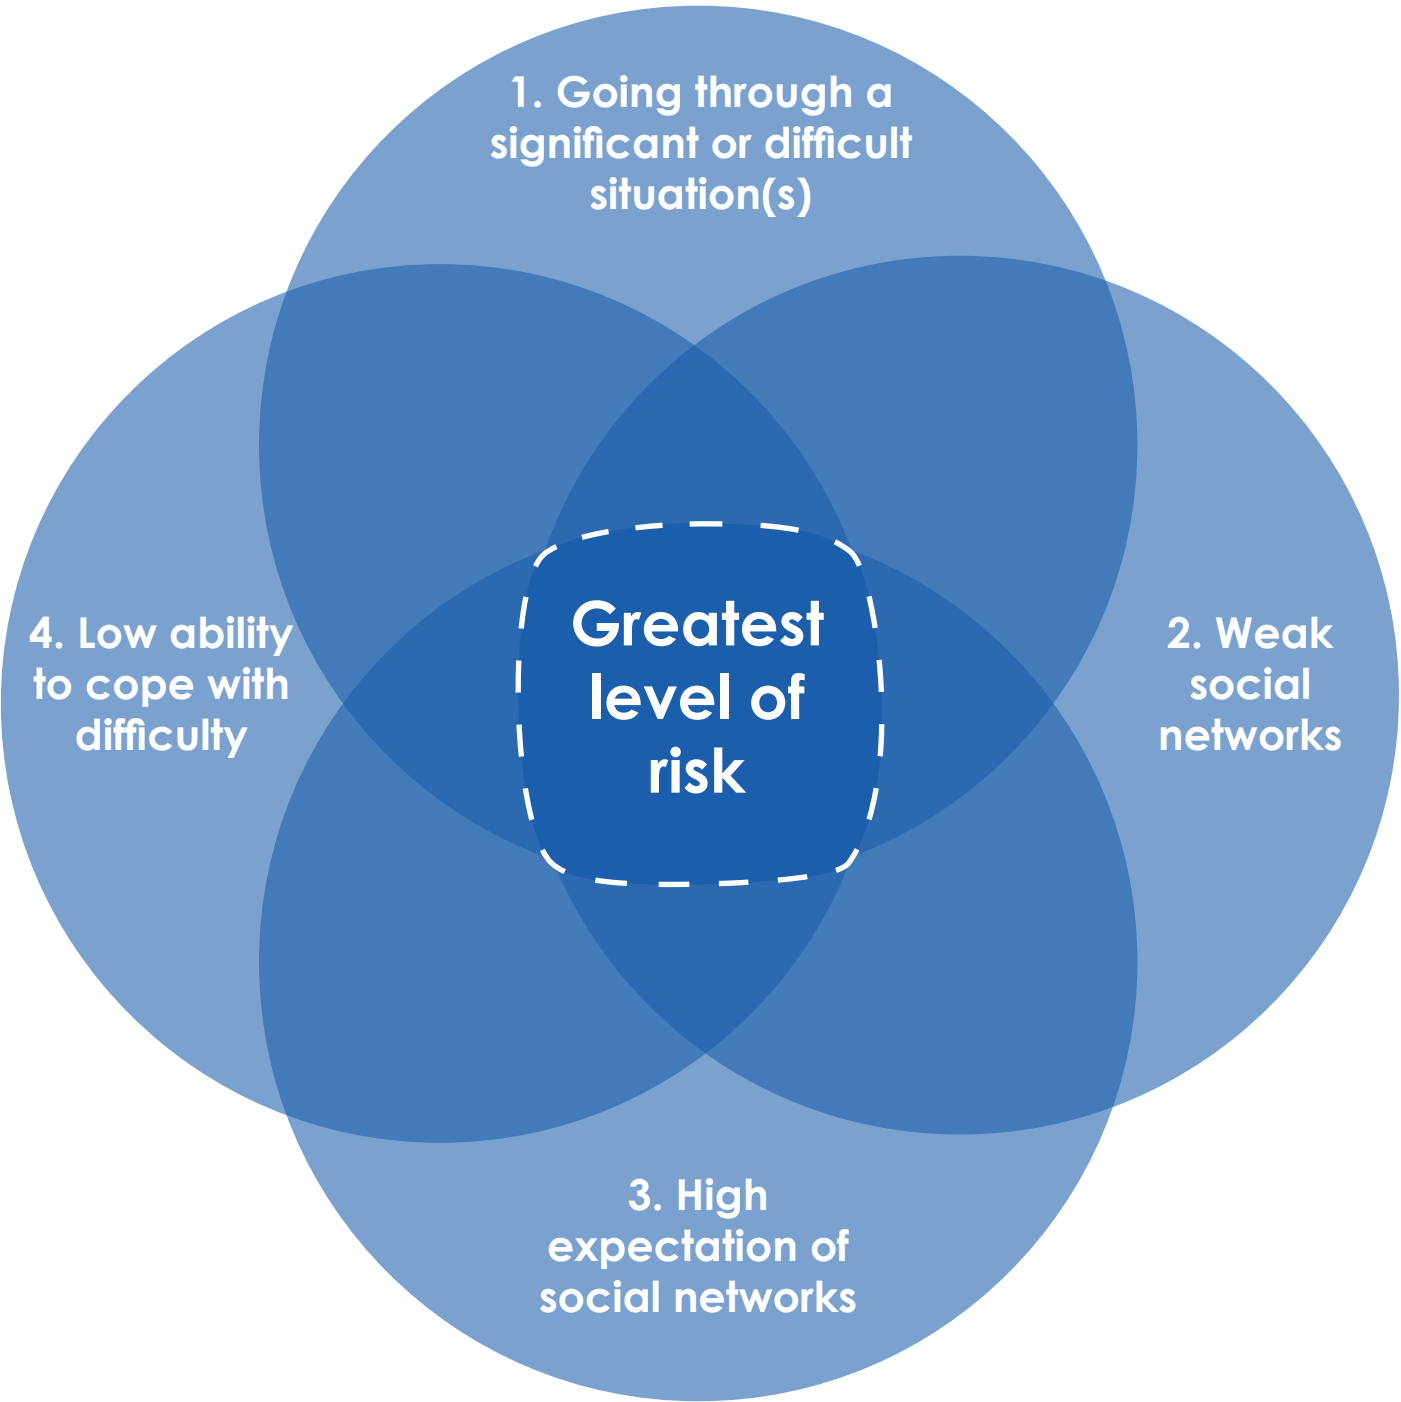 1. Going through a
significant or difficult
situation(s)
Greatest
level of
risk
4. Low ability
to cope with
difficulty
2. Weak
social
networks
3. High
expectation of
social networks